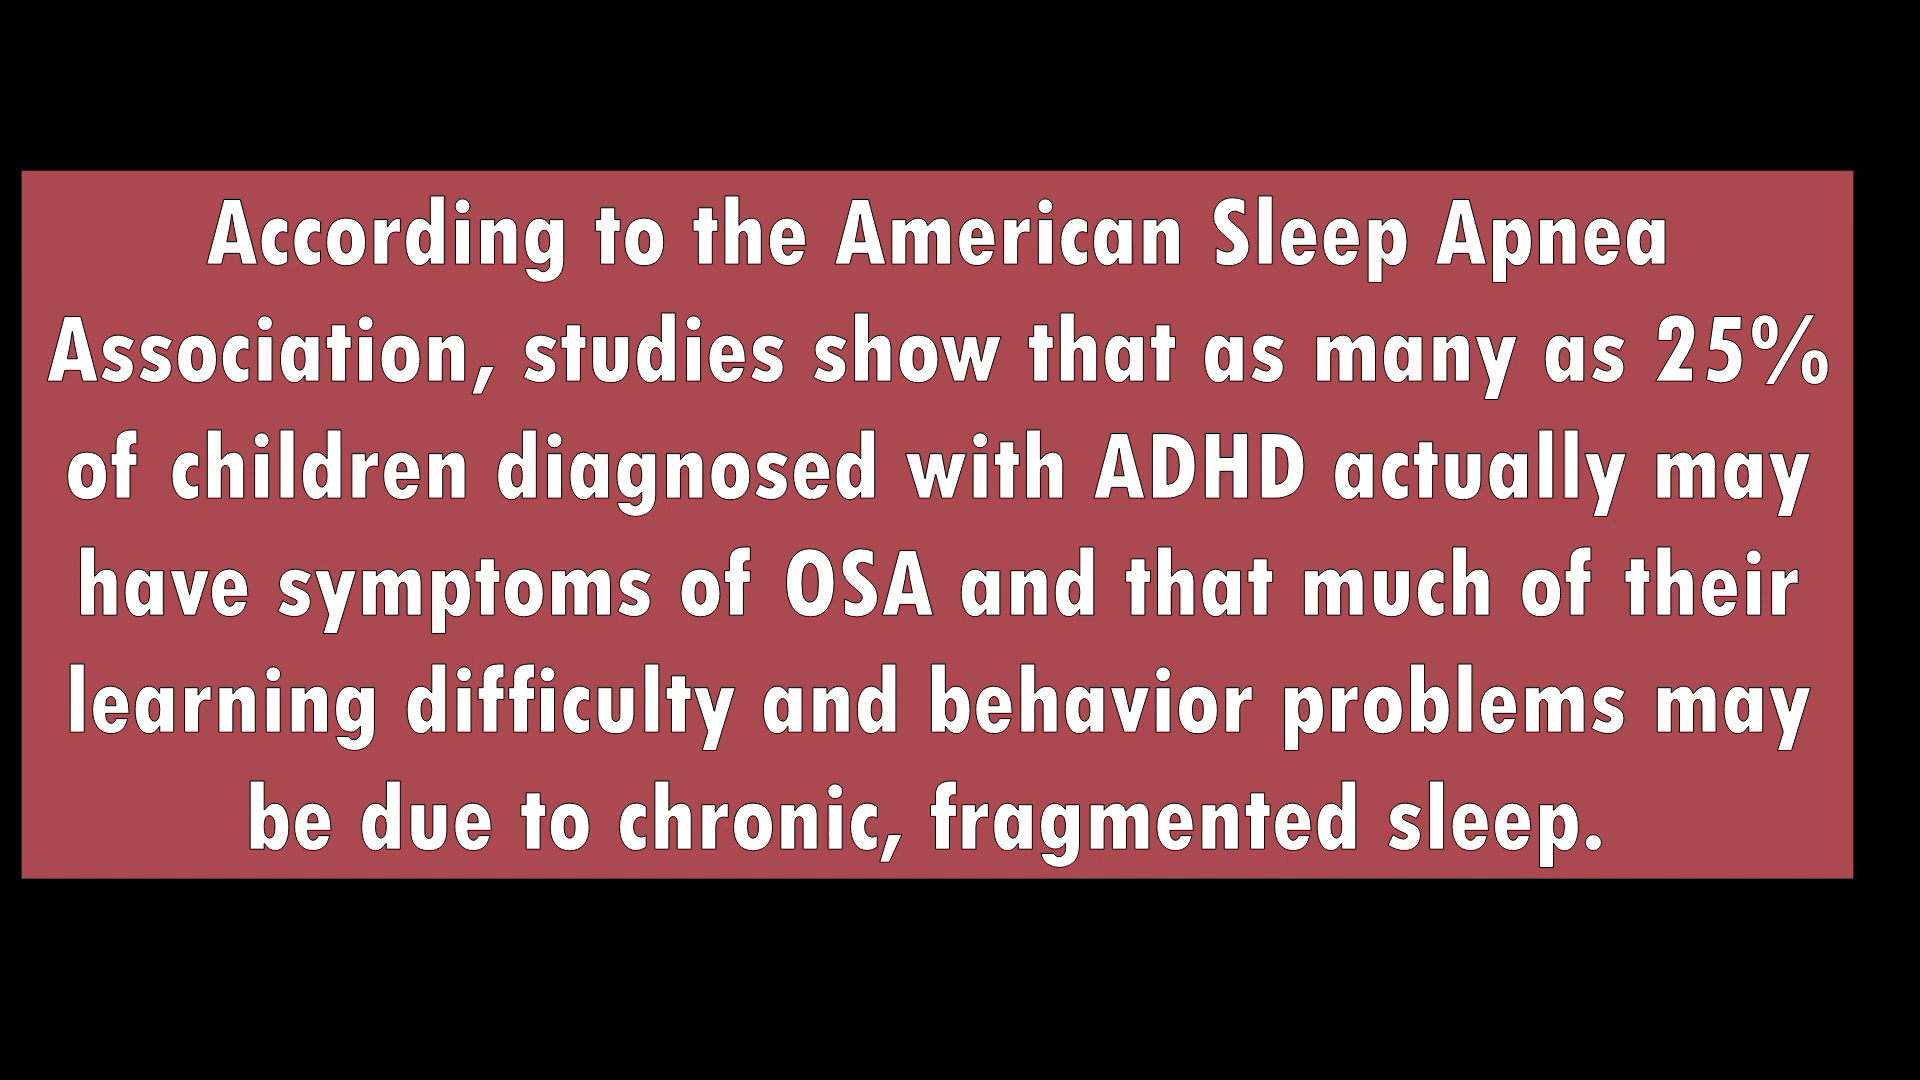 According to the American Sleep Apnea
Association, studies show that as many as 25%
of children diagnosed with ADHD actually may
have symptoms of OSA and that much of their
learning difficulty and behavior problems may
be due to chronic, fragmented sleep.